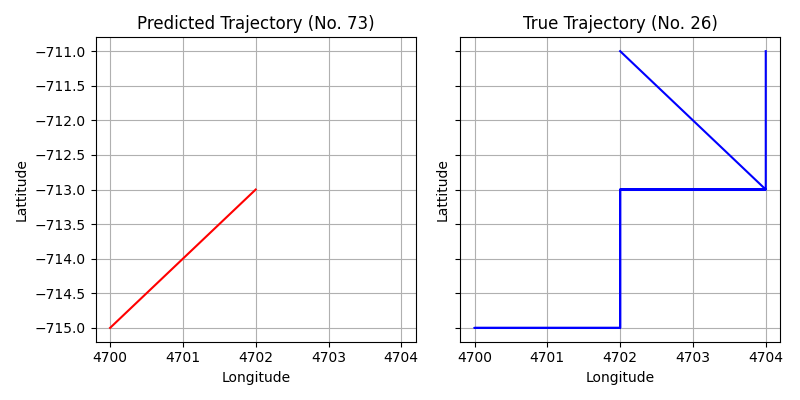 Predicted Trajectory (No. 73)
True Trajectory (No. 26)
−711.0
−711.5
−712.0
−712.5
−713.0
−713.5
−714.0
−714.5
−715.0
Lattitude
Lattitude
4700 4701 4702 4703 4704
4700 4701 4702 4703 4704
Longitude
Longitude